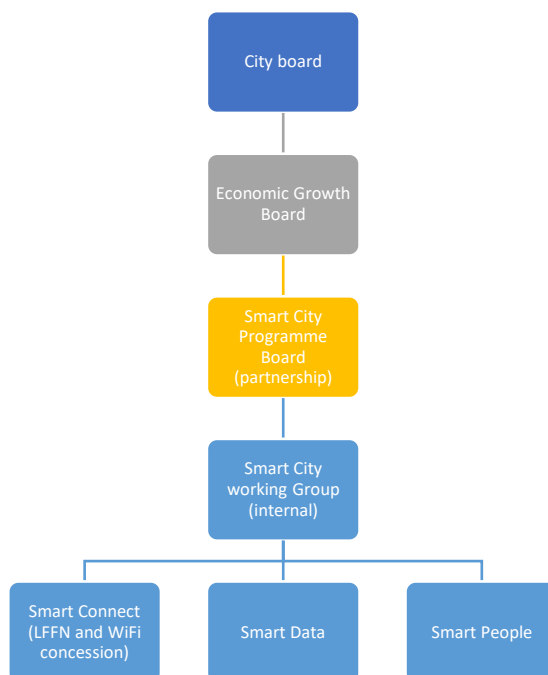 City board
Economic Growth
Board
Smart City
Programme
Board
(partnership)
Smart City
working Group
(internal)
Smart Connect
(LFFN and WiFi
concession)
Smart Data
Smart People